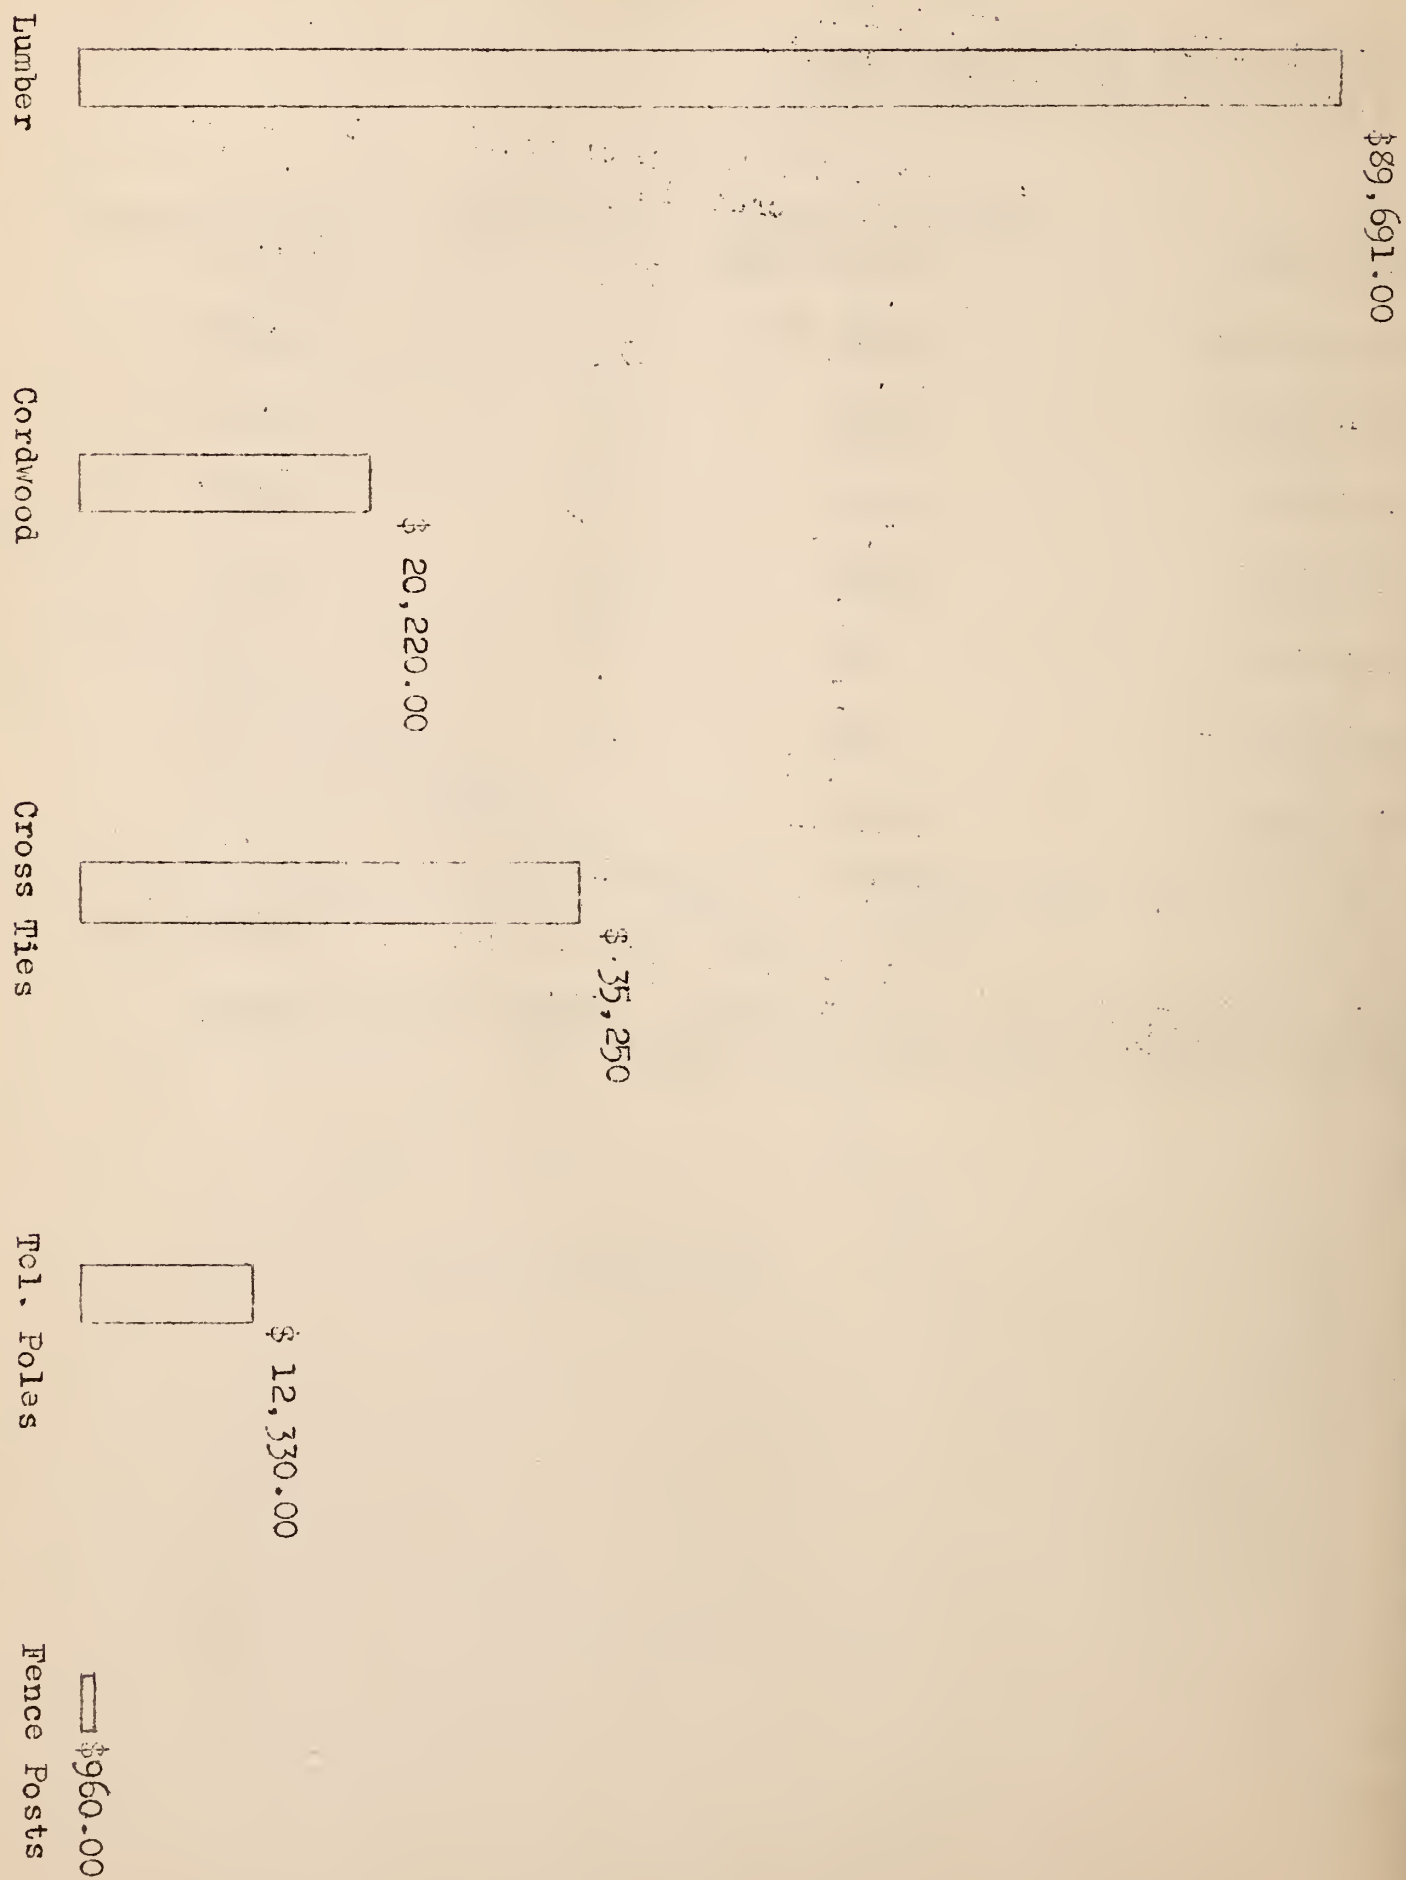 $89,691.00
$ 20,220.00
$ 35,250
$ 12,330.00
$960.00
Lumber
Cordwood
Cross Ties
Tel. Poles
Fence Posts